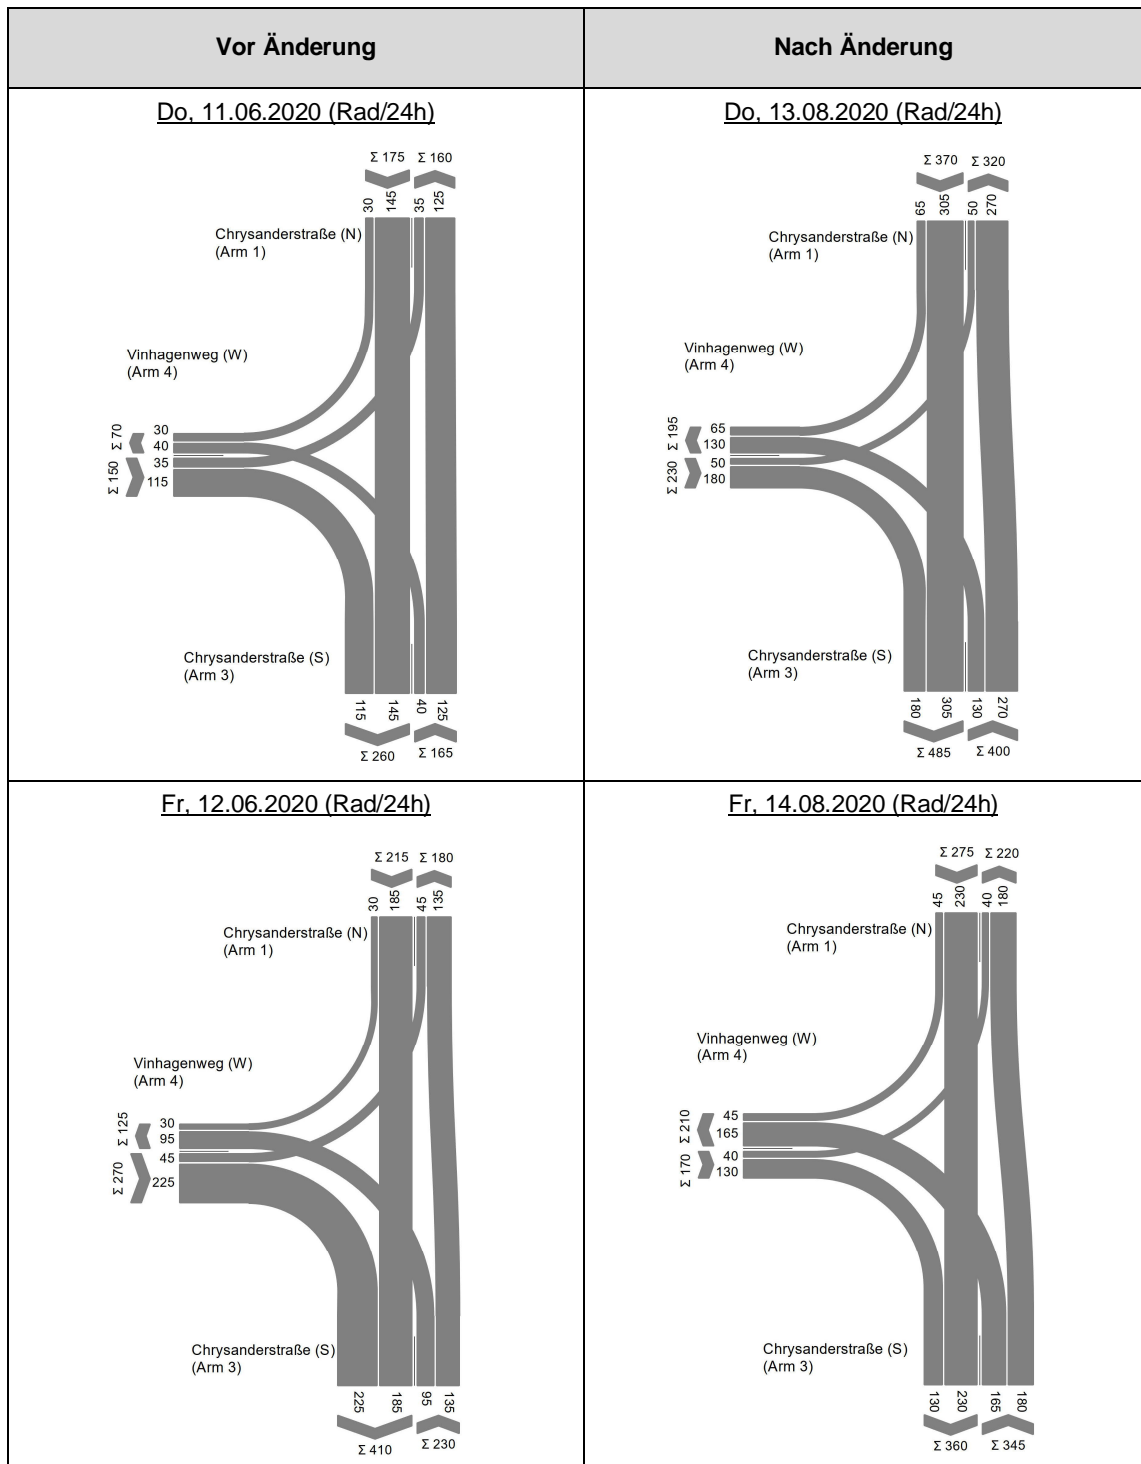 Vor Änderung
Nach Änderung
Do, 11.06.2020 (Rad/24h)
Σ 175 Σ 160
30 145 35 125
Chrysanderstraße (N)
(Arm 1)
Vinhagenweg (W)
(Arm 4)
Σ 70
30
40
Σ 150
35
115
Chrysanderstraße (S)
(Arm 3)
115 145 40 125
Σ 260 Σ 165
Do, 13.08.2020 (Rad/24h)
Σ 370 Σ 320
65 305 50 270
Chrysanderstraße (N)
(Arm 1)
Vinhagenweg (W)
(Arm 4)
Σ 195
65
130
Σ 230
50
180
Chrysanderstraße (S)
(Arm 3)
180 305 130 270
Σ 485 Σ 400
Fr, 12.06.2020 (Rad/24h)
Σ 215 Σ 180
30 185 45 135
Chrysanderstraße (N)
(Arm 1)
Vinhagenweg (W)
(Arm 4)
Σ 125
30
95
Σ 270
45
225
Chrysanderstraße (S)
(Arm 3)
225 185 95 135
Σ 410 Σ 230
Fr, 14.08.2020 (Rad/24h)
Σ 275 Σ 220
45 230 40 180
Chrysanderstraße (N)
(Arm 1)
Vinhagenweg (W)
(Arm 4)
Σ 210
45
165
Σ 170
40
130
Chrysanderstraße (S)
(Arm 3)
130 230 165 180
Σ 360 Σ 345